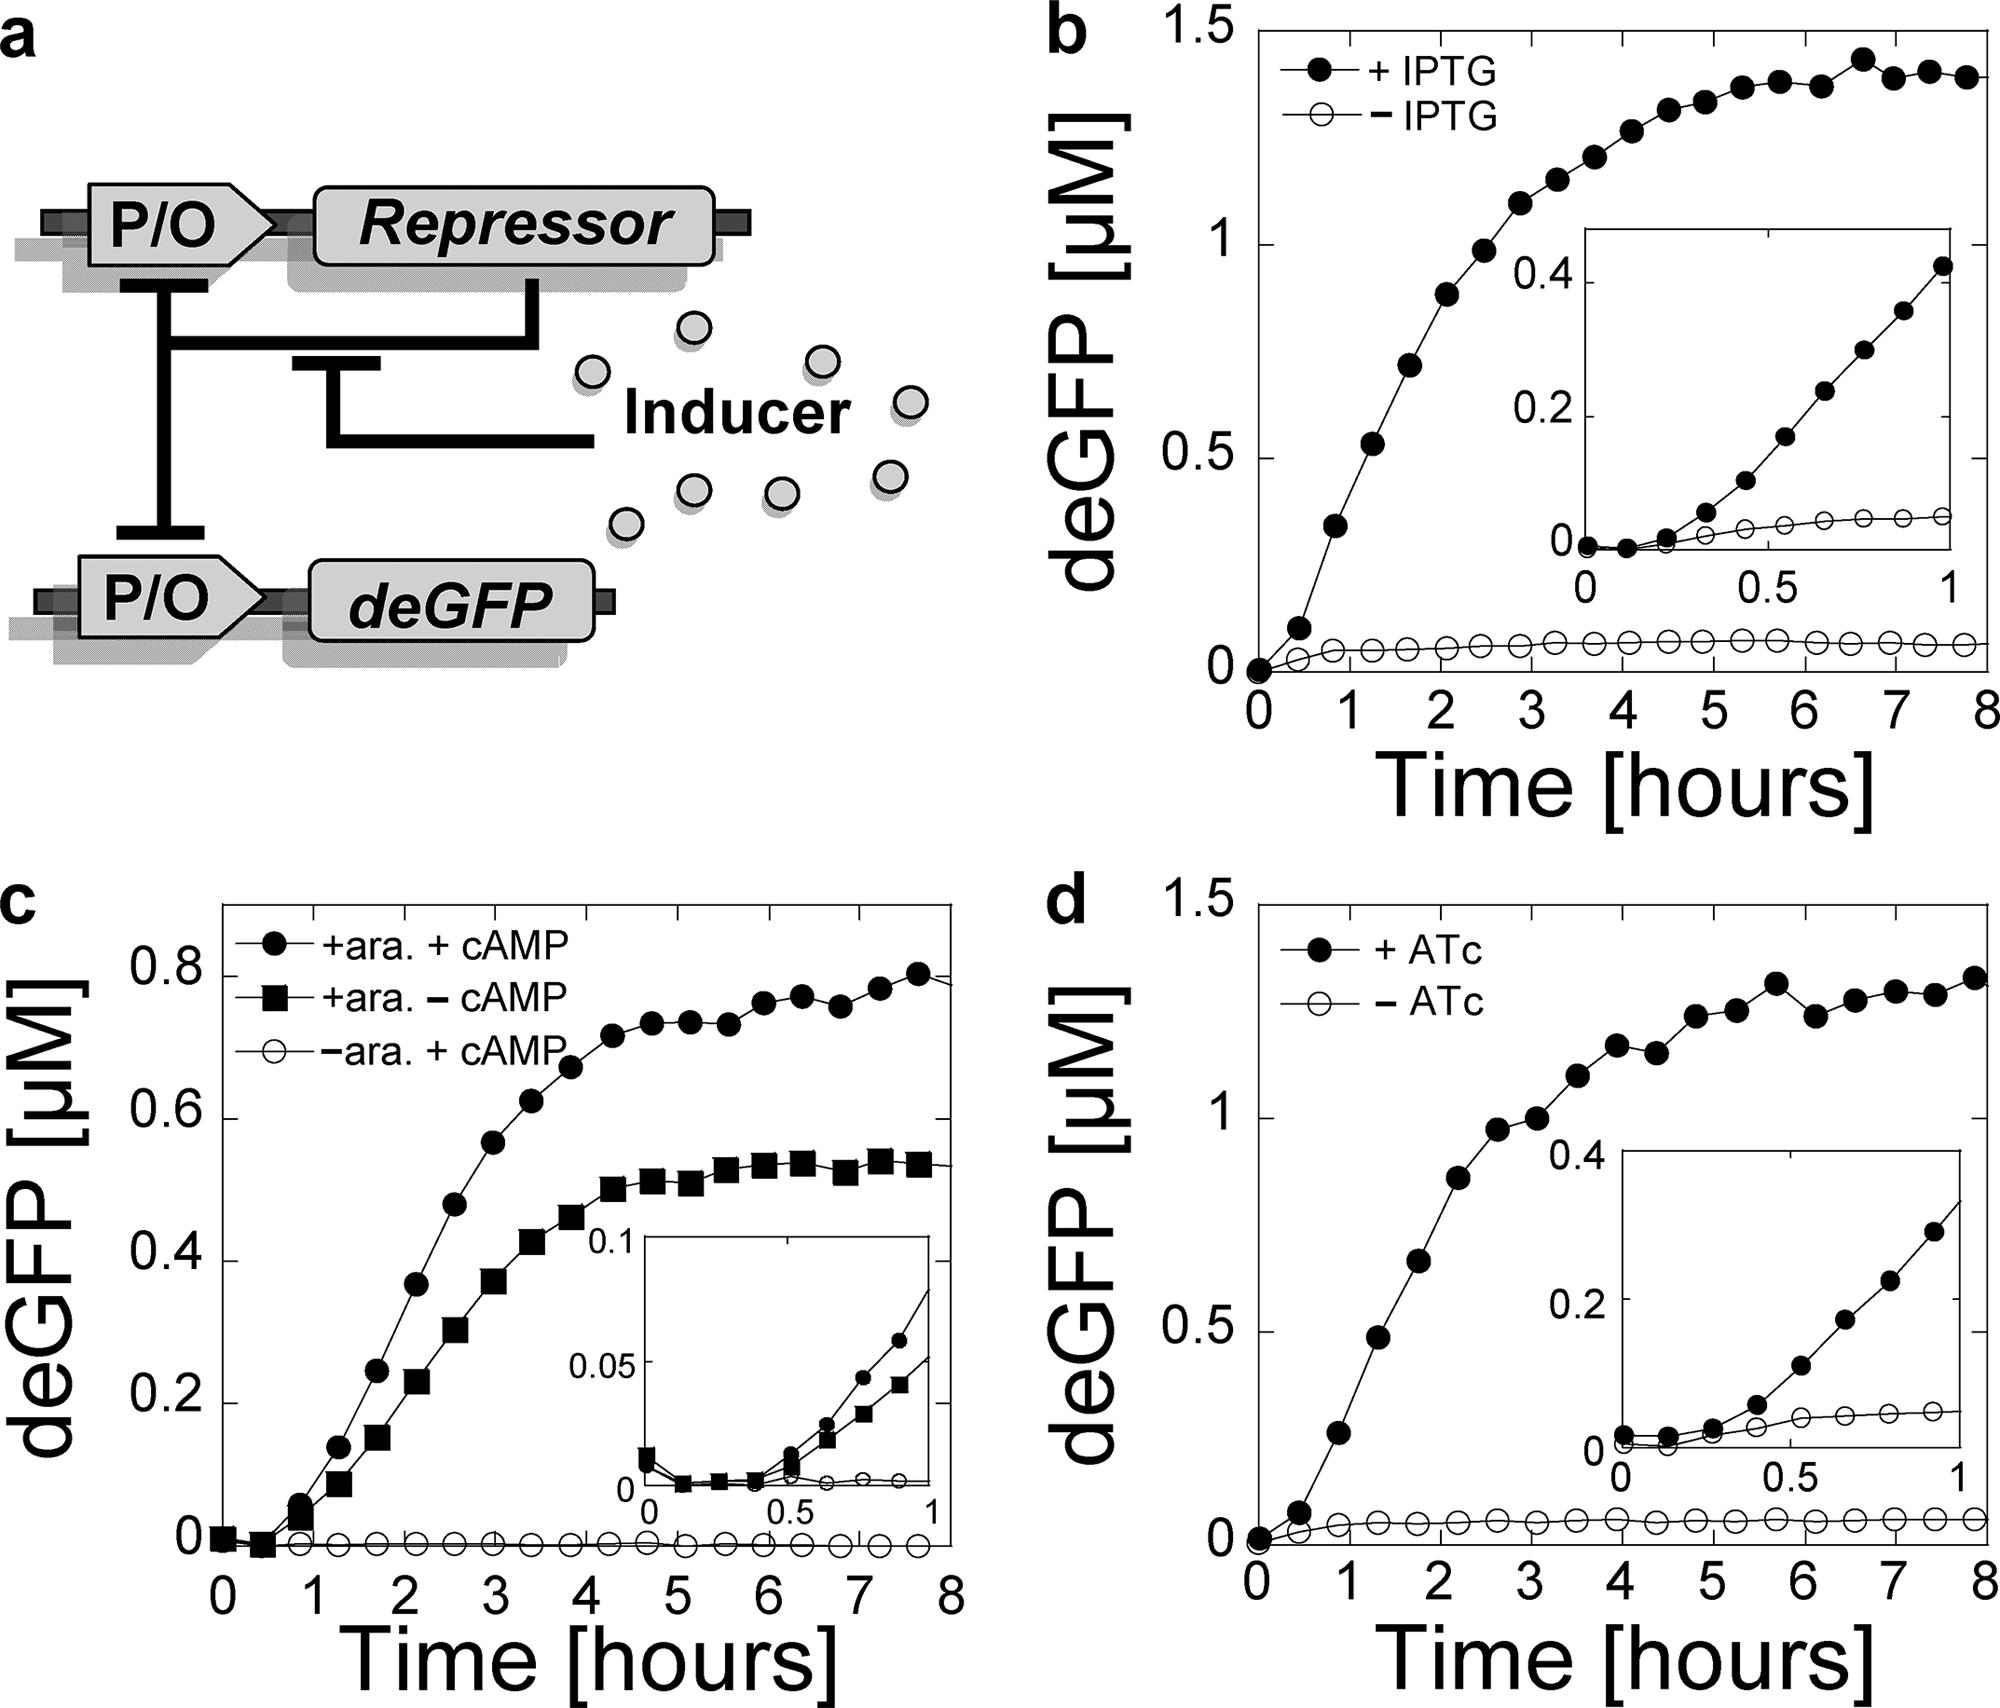 a
P/O
Repressor
Inducer
P/O
deGFP
b
deGFP [µM]
1.5
1
0.5
0
+ IPTG
− IPTG
0.4
0.2
0
0 0.5 1
0 1 2 3 4 5 6 7 8
Time [hours]
c
deGFP [µM]
0.8
0.6
0.4
0.2
0
+ara. + cAMP
+ara. − cAMP
−ara. + cAMP
0.1
0.05
0
0 0.5 1
0 1 2 3 4 5 6 7 8
Time [hours]
d
deGFP [µM]
1.5
1
0.5
0
+ ATc
− ATc
0.4
0.2
0
0 0.5 1
0 1 2 3 4 5 6 7 8
Time [hours]